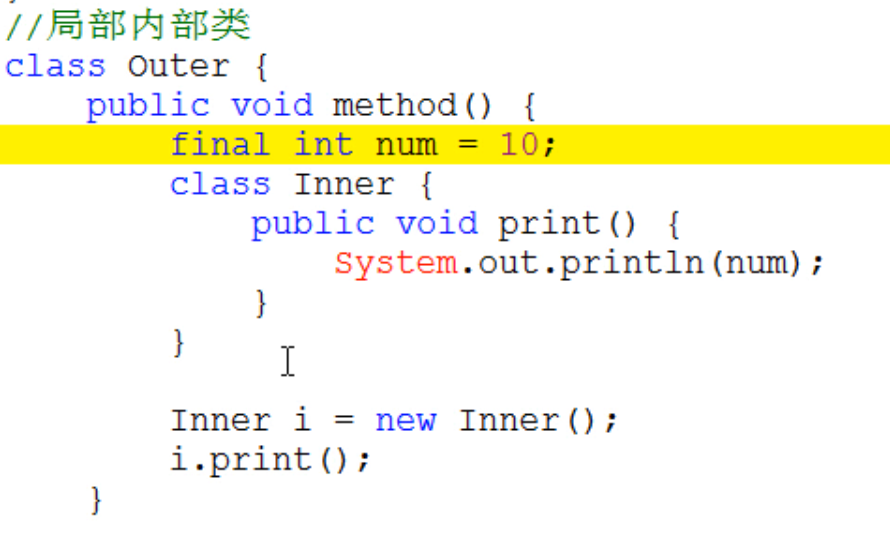 //局部内部类
class Outer {
    public void method() {
        final int num = 10;
        class Inner {
            public void print() {
                System.out.println(num);
            }
        }
        Inner i = new Inner();
        i.print();
    }